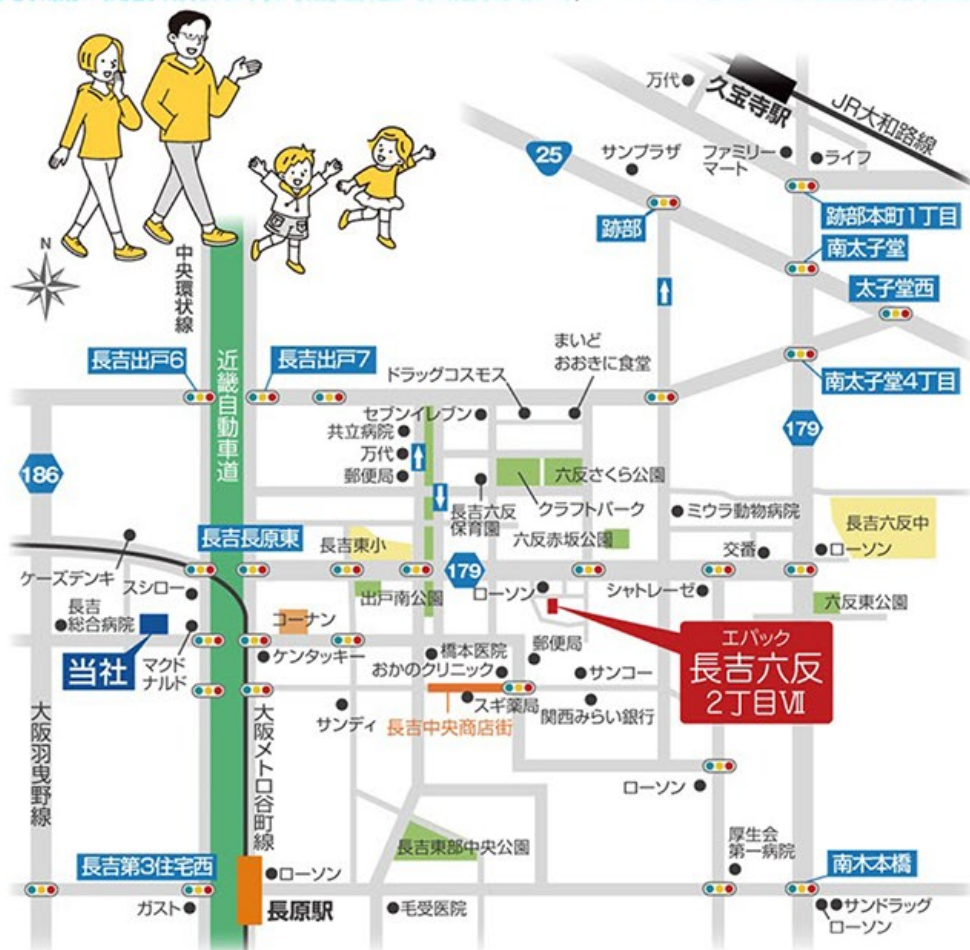 万代
久宝寺駅
JR大和路線
25
サンプラザ
ファミリー
マート
ライフ
跡部
跡部本町1丁目
南太子堂
太子堂西
N
中央環状線
近畿自動車道
長吉出戸6
長吉出戸7
まいど
おおきに食堂
ドラッグコスモス
南太子堂4丁目
セブンイレブン
共立病院
万代
郵便局
179
186
六反さくら公園
クラフトパーク
長吉六反
保育園
ミウラ動物病院
長吉六反中
長吉長原東
長吉東小
六反赤坂公園
交番
ローソン
ケーズデンキ
179
スシロー
出戸南公園
ローソン
シャトレーゼ
六反東公園
長吉
総合病院
コーナン
エバック
長吉六反
2丁目Ⅶ
当社
マクド
ナルド
ケンタッキー
橋本医院
おかのクリニック
郵便局
サンコー
スギ薬局
関西みらい銀行
サンディ
長吉中央商店街
大阪羽曳野線
大阪メトロ谷町線
ローソン
長吉東部中央公園
厚生会
第一病院
長吉第3住宅西
南木本橋
ローソン
ガスト
長原駅
毛受医院
サンドラッグ
ローソン